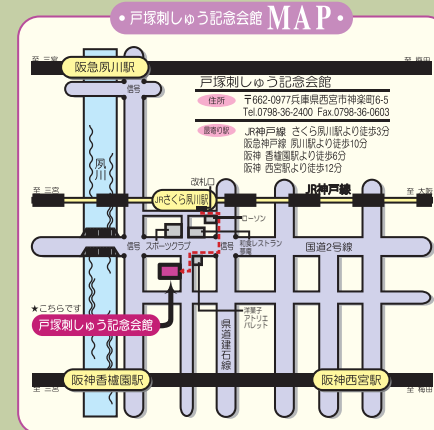 ・戸塚刺しゅう記念会館 MAP・
至 三宮
阪急夙川駅
至 梅田
信号
戸塚刺しゅう記念会館
住所 〒662-0977兵庫県西宮市神楽町6-5
Tel.0798-36-2400 Fax.0798-36-0603
最寄り駅 JR神戸線 さくら夙川駅より徒歩3分
阪急神戸線 夙川駅より徒歩10分
阪神 香櫨園駅より徒歩6分
阪神 西宮駅より徒歩12分
夙川
改札口
至 三宮
JRさくら夙川駅
JR神戸線
至 大阪
ローソン
信号
スポーツクラブ
信号
和食レストラン
国道2号線
★こちらです
戸塚刺しゅう記念会館
洋菓子
アトリエ
パレット
県道建石線
阪神香櫨園駅
阪神西宮駅
至 三宮
至 梅田